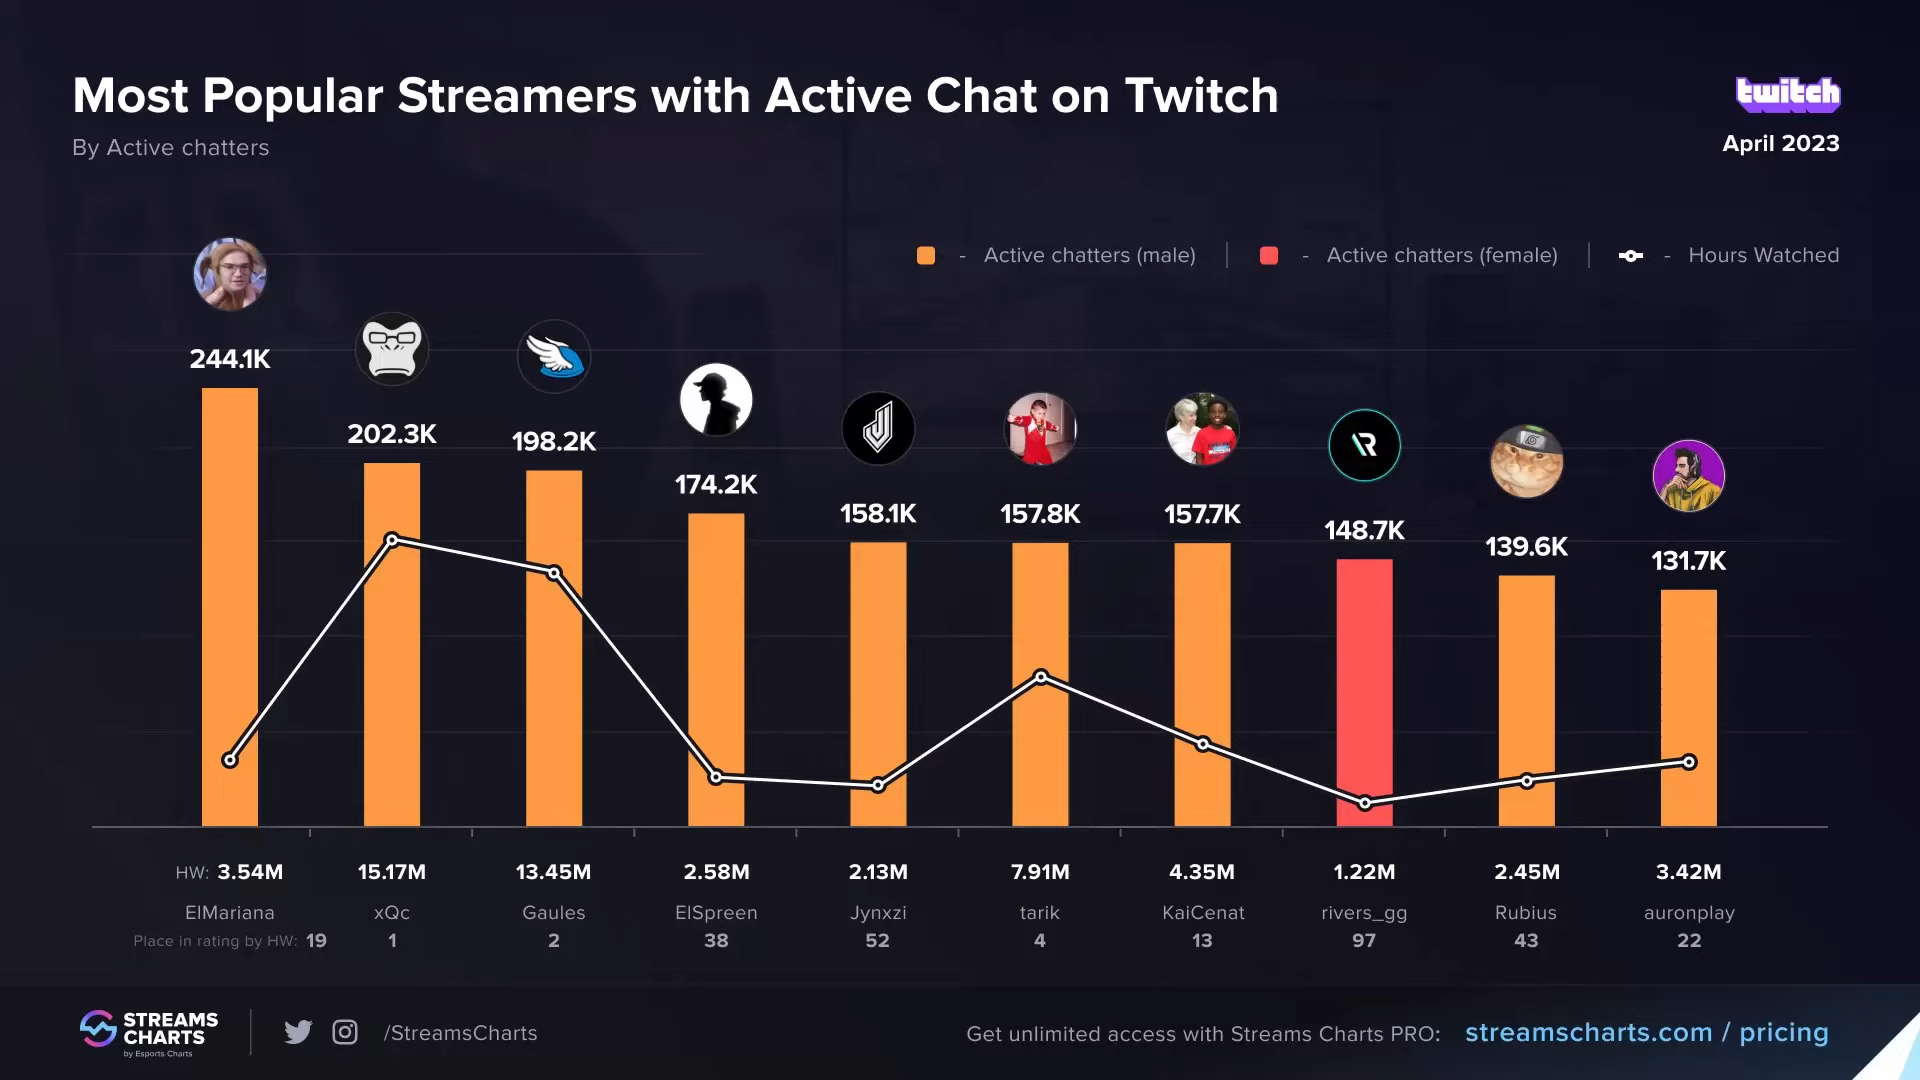 Most Popular Streamers with Active Chat on Twitch
By Active chatters
twitch
April 2023
- Active chatters (male) | - Active chatters (female) | - Hours Watched
244.1K
202.3K
198.2K
174.2K
158.1K
157.8K
157.7K
148.7K
139.6K
131.7K
HW: 3.54M 15.17M 13.45M 2.58M 2.13M 7.91M 4.35M 1.22M 2.45M 3.42M
ElMariana xQc Gaules ElSpreen Jynxzi tarik KaiCenat rivers_gg Rubius auronplay
Place in rating by HW: 19 1 2 38 52 4 13 97 43 22
STREAMS
CHARTS
by Esports Charts
/StreamsCharts
Get unlimited access with Streams Charts PRO: streamscharts.com / pricing